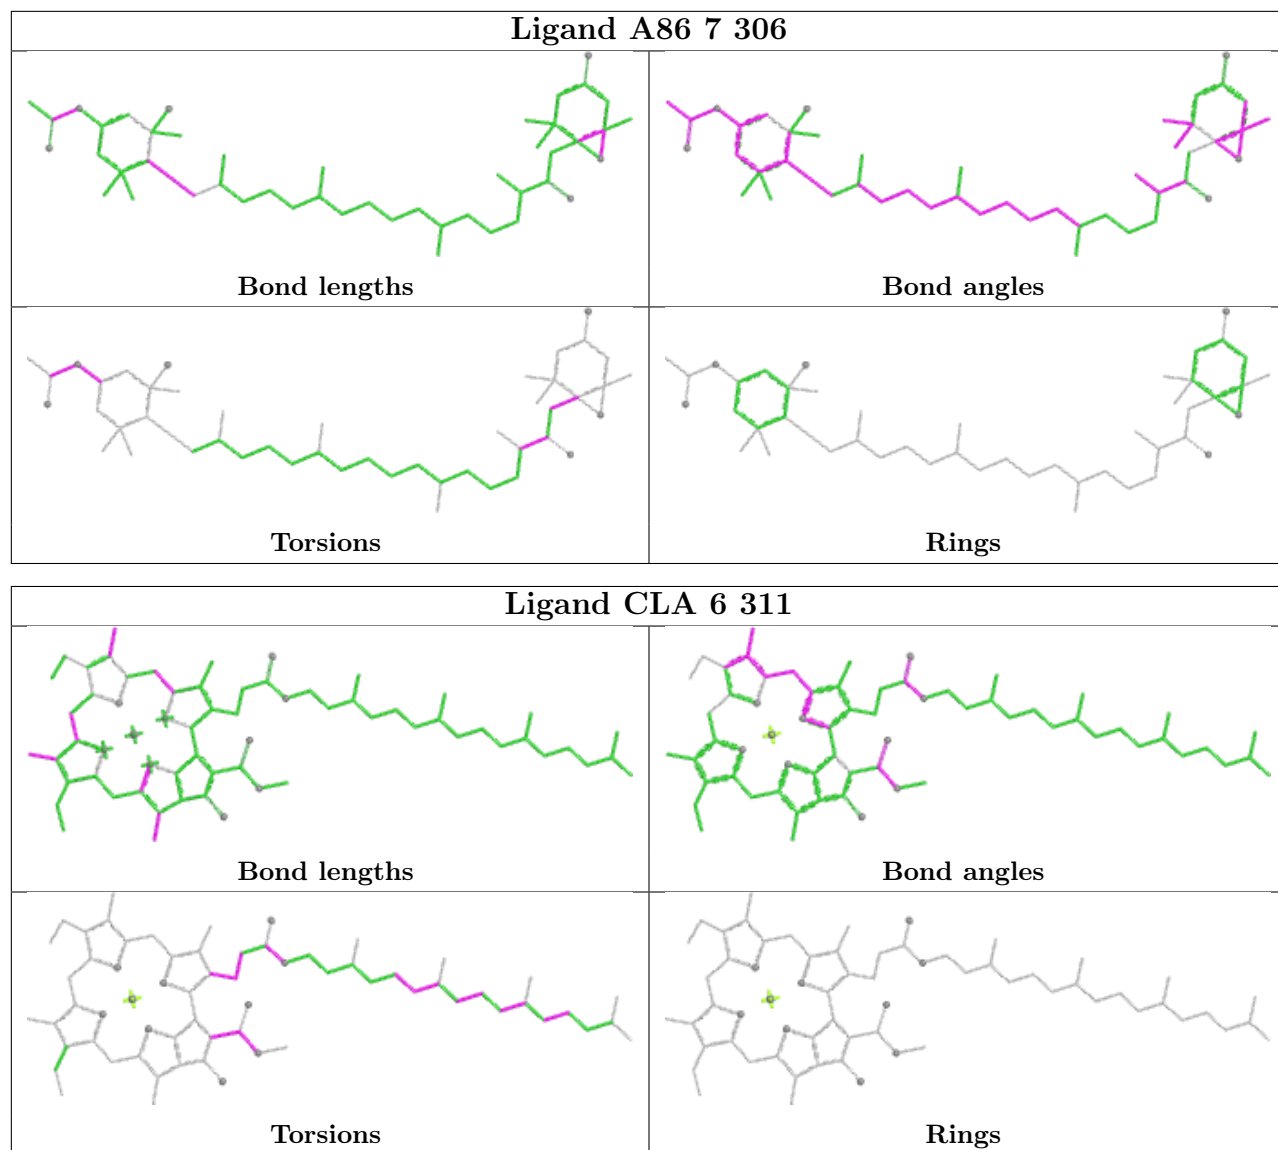 Ligand A86 7 306
Bond lengths
Bond angles
Torsions
Rings
Ligand CLA 6 311
Bond lengths
Bond angles
Torsions
Rings